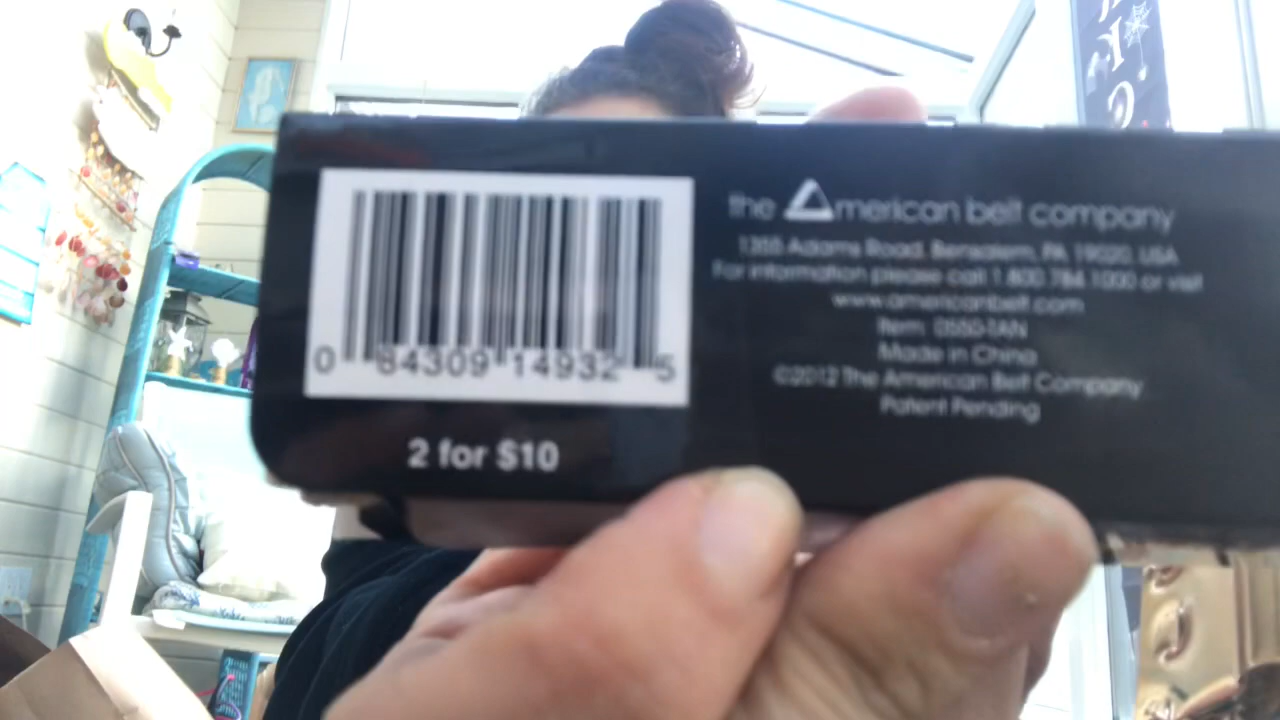 0 84309 14932 5
2 for $10
the American belt company
1355 Adams Road, Bensalem, PA 19020, USA
For information please call 1.800.784.1000 or visit
www.americanbelt.com
Item: 0550-TAN
Made in China
©2012 The American Belt Company
Patent Pending